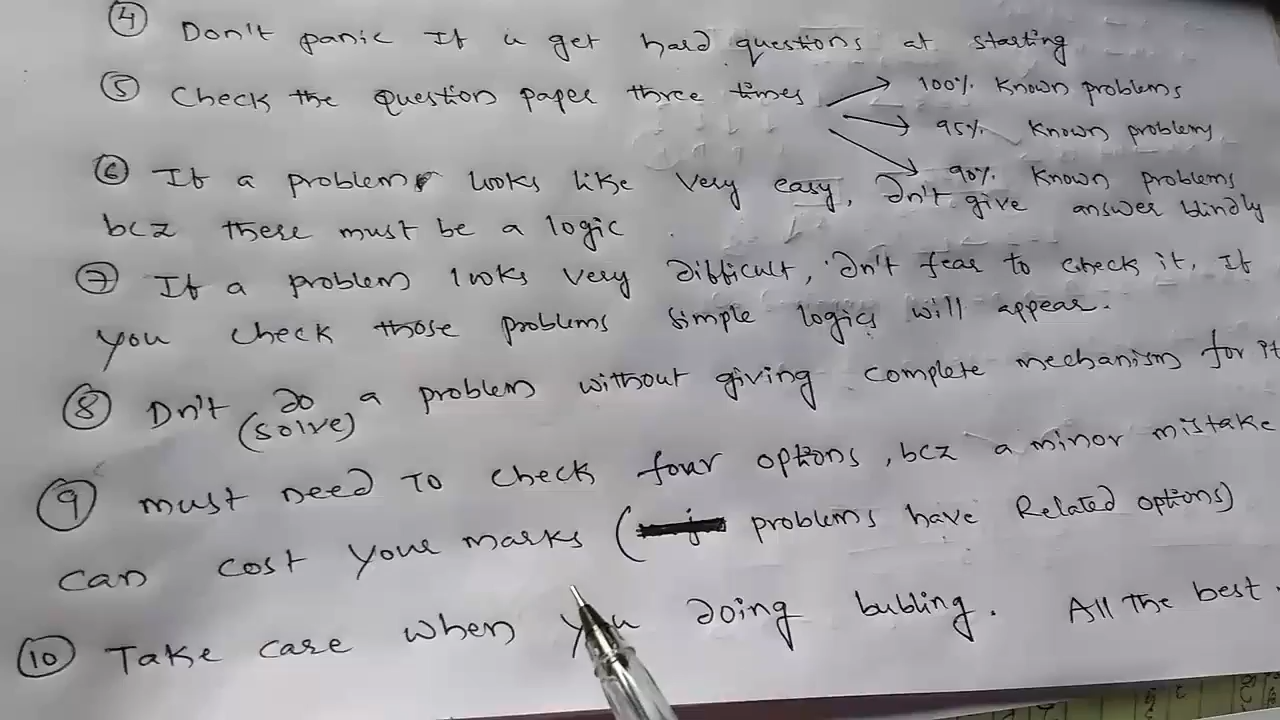 ④ Don't panic If u get hard questions at starting
⑤ Check the question paper three times → 100% Known problems
→ 95% Known problems
→ 90% Known problems
⑥ If a problem looks like very easy, Dn't give answer blindly
bcz there must be a logic.
⑦ If a problem looks very difficult, Dn't fear to check it. If
you check those problems simple logics will appear.
⑧ Dn't do a problem without giving complete mechanism for it
(solve)
⑨ must need to check four options, bcz a minor mistake
can cost your marks ( problems have Related options)
⑩ Take care when you doing bubling. All the best.